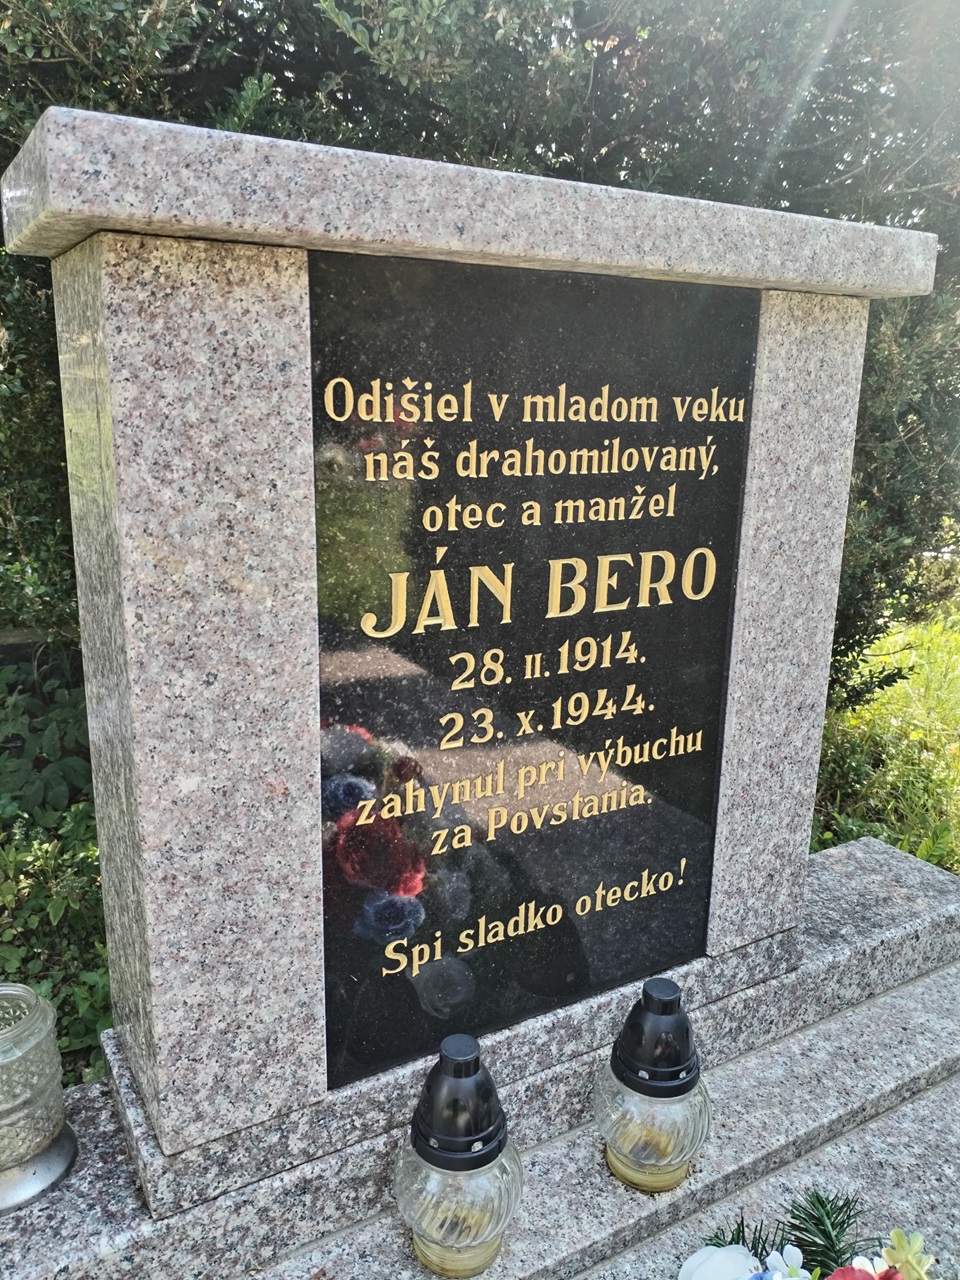 Odišiel v mladom veku
náš drahomilovaný,
otec a manžel
JÁN BERO
28. II. 1914.
23. X. 1944.
zahynul pri výbuchu
za Povstania.
Spi sladko otecko!